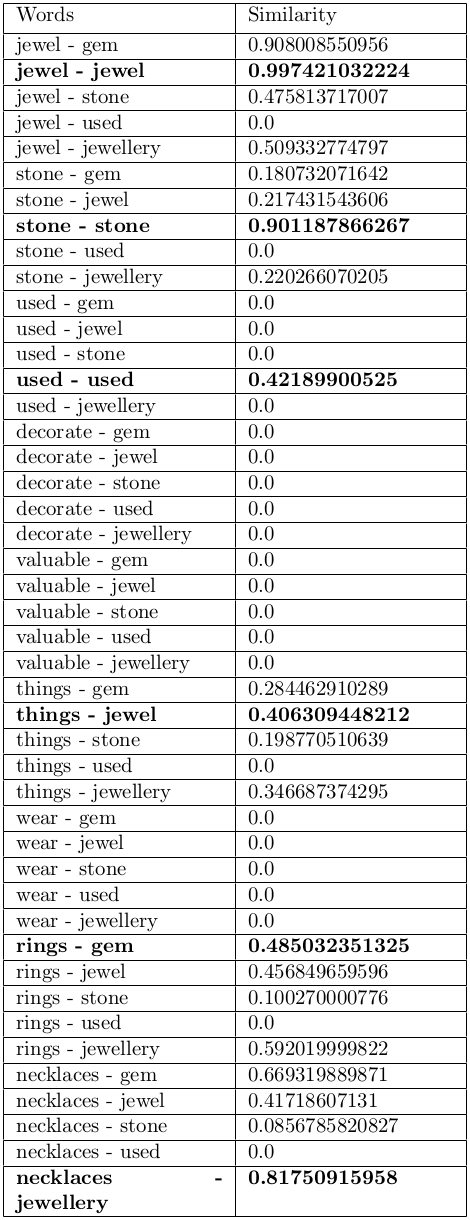 Words Similarity
jewel - gem 0.908008550956
jewel - jewel 0.997421032224
jewel - stone 0.475813717007
jewel - used 0.0
jewel - jewellery 0.509332774797
stone - gem 0.180732071642
stone - jewel 0.217431543606
stone - stone 0.901187866267
stone - used 0.0
stone - jewellery 0.220266070205
used - gem 0.0
used - jewel 0.0
used - stone 0.0
used - used 0.42189900525
used - jewellery 0.0
decorate - gem 0.0
decorate - jewel 0.0
decorate - stone 0.0
decorate - used 0.0
decorate - jewellery 0.0
valuable - gem 0.0
valuable - jewel 0.0
valuable - stone 0.0
valuable - used 0.0
valuable - jewellery 0.0
things - gem 0.284462910289
things - jewel 0.406309448212
things - stone 0.198770510639
things - used 0.0
things - jewellery 0.346687374295
wear - gem 0.0
wear - jewel 0.0
wear - stone 0.0
wear - used 0.0
wear - jewellery 0.0
rings - gem 0.485032351325
rings - jewel 0.456849659596
rings - stone 0.100270000776
rings - used 0.0
rings - jewellery 0.592019999822
necklaces - gem 0.669319889871
necklaces - jewel 0.41718607131
necklaces - stone 0.0856785820827
necklaces - used 0.0
necklaces - 0.81750915958
jewellery